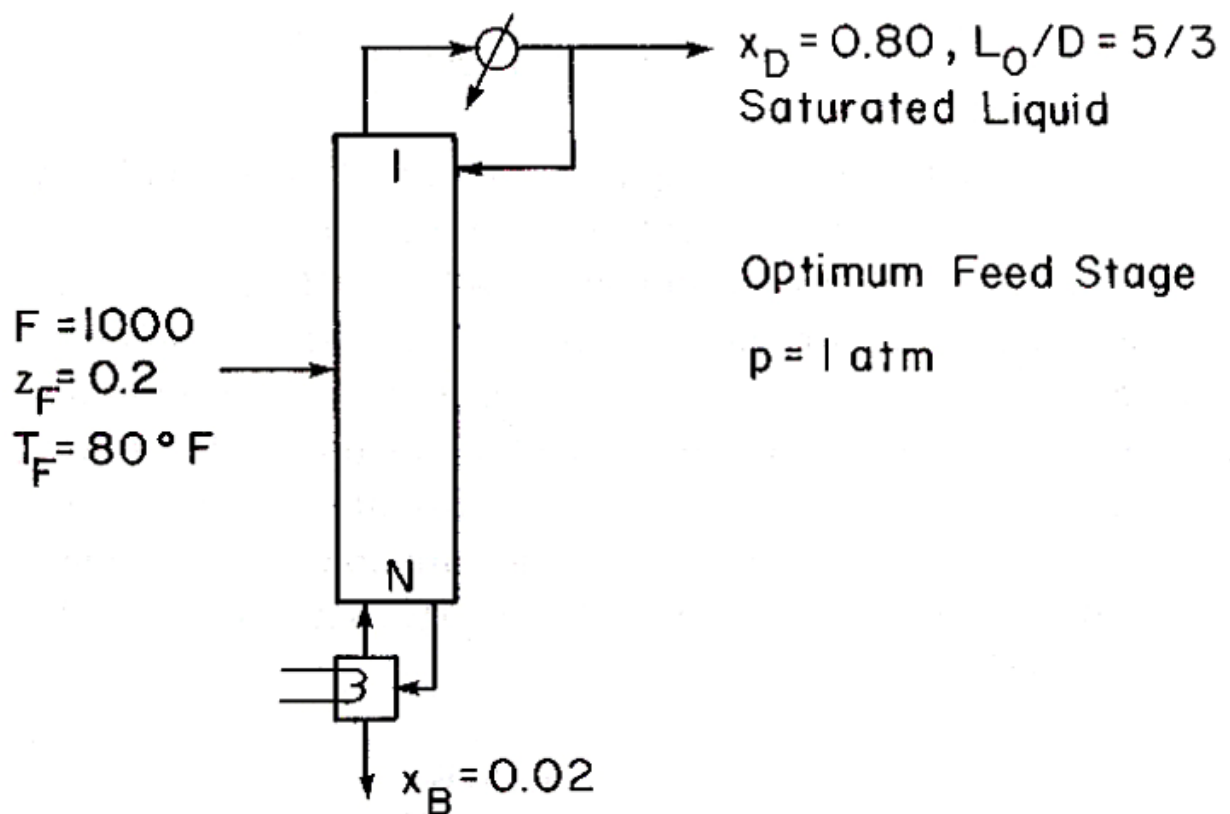 x_D = 0.80, L_0/D = 5/3
Saturated Liquid
1
Optimum Feed Stage
F = 1000
z_F = 0.2
p = 1 atm
T_F = 80°F
N
x_B = 0.02